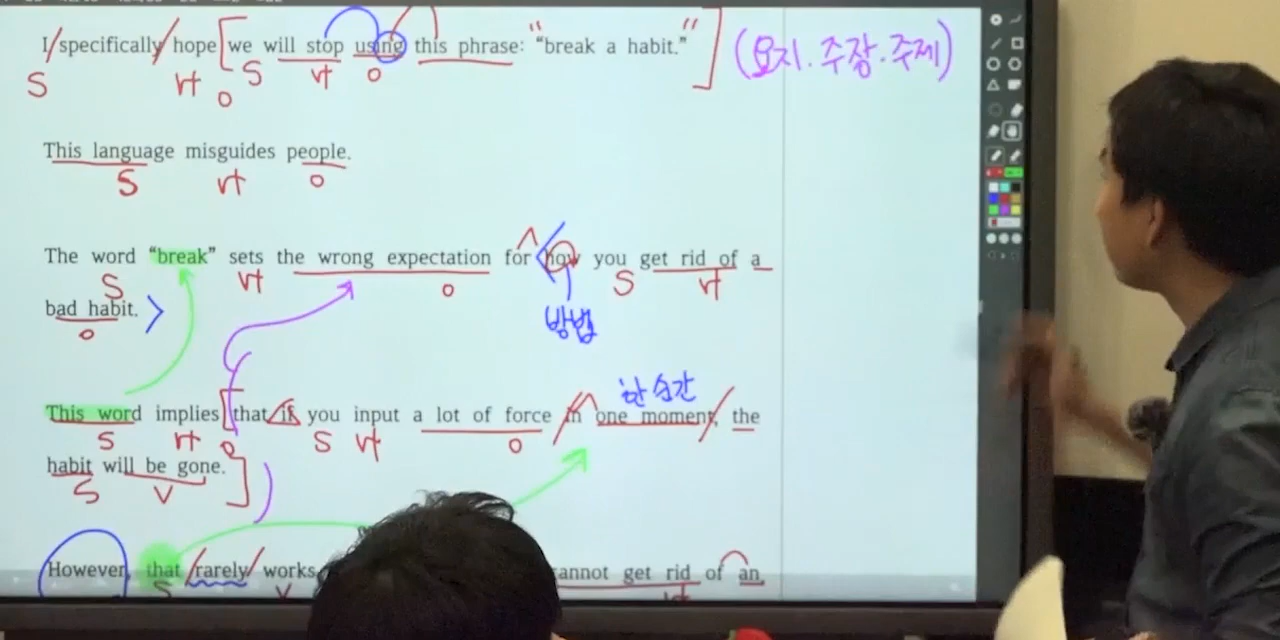 I/specifically/hope [we will stop using this phrase: "break a habit."] (요지. 주장. 주제)
S vt O S vt o
This language misguides people.
S vt o
The word "break" sets the wrong expectation for <how you get rid of a
S vt o S vt
bad habit.>
o
방법
한 순간
This word implies [that if you input a lot of force in one moment, the
S vt o S vt o
habit will be gone.]
S V
However, that /rarely/ works
annot get rid of an
S V vt